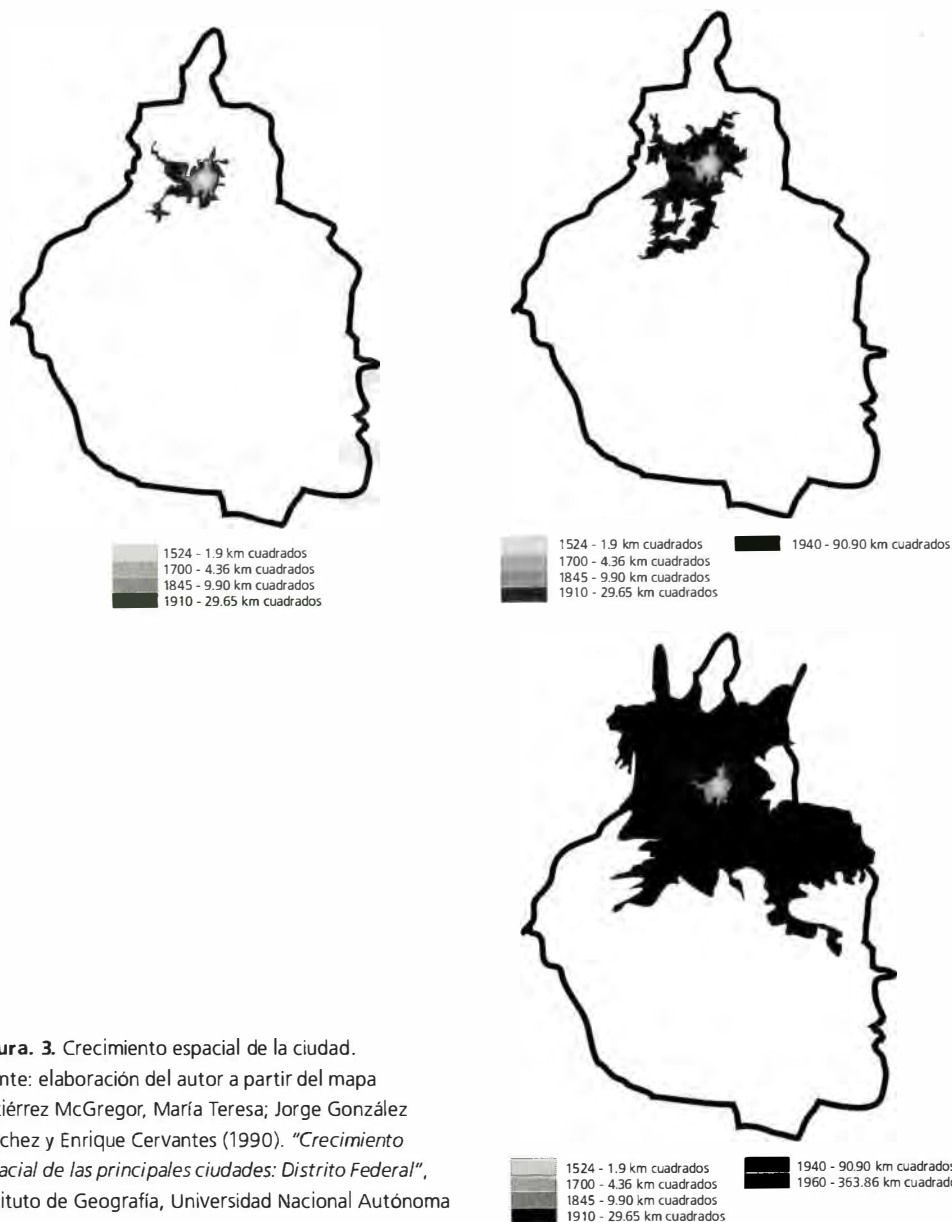 1524 - 1.9 km cuadrados
1700 - 4.36 km cuadrados
1845 - 9.90 km cuadrados
1910 - 29.65 km cuadrados
1524 - 1.9 km cuadrados
1700 - 4.36 km cuadrados
1845 - 9.90 km cuadrados
1910 - 29.65 km cuadrados
1940 - 90.90 km cuadrados
ura. 3. Crecimiento espacial de la ciudad.
nte: elaboración del autor a partir del mapa
iérrez McGregor, María Teresa; Jorge González
chez y Enrique Cervantes (1990). "Crecimiento
acial de las principales ciudades: Distrito Federal",
ituto de Geografía, Universidad Nacional Autónoma
1524 - 1.9 km cuadrados
1700 - 4.36 km cuadrados
1845 - 9.90 km cuadrados
1910 - 29.65 km cuadrados
1940 - 90.90 km cuadrado
1960 - 363.86 km cuadrad